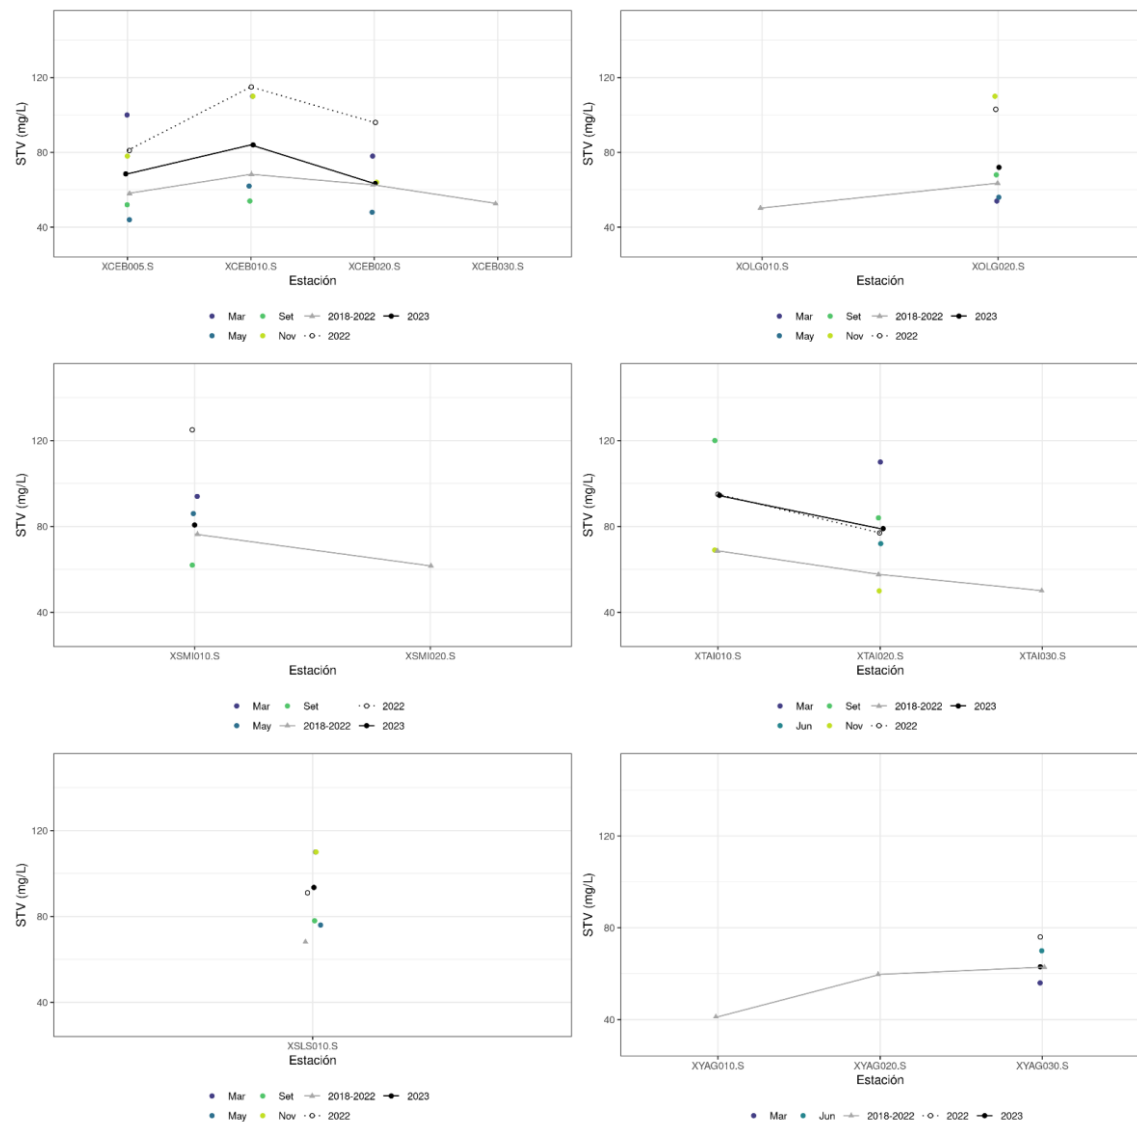 120
80
40
STV (mg/L)
XCEB005.S XCEB010.S XCEB020.S XCEB030.S
Estación
Mar Set 2018-2022 2023
May Nov 2022
120
80
40
STV (mg/L)
XOLG010.S XOLG020.S
Estación
Mar Set 2018-2022 2023
May Nov 2022
120
80
40
STV (mg/L)
XSMI010.S XSMI020.S
Estación
Mar Set 2022
May 2018-2022 2023
120
80
40
STV (mg/L)
XTAI010.S XTAI020.S XTAI030.S
Estación
Mar Set 2018-2022 2023
Jun Nov 2022
120
80
40
STV (mg/L)
XSLS010.S
Estación
Mar Set 2018-2022 2023
May Nov 2022
120
80
40
STV (mg/L)
XYAG010.S XYAG020.S XYAG030.S
Estación
Mar Jun 2018-2022 2022 2023